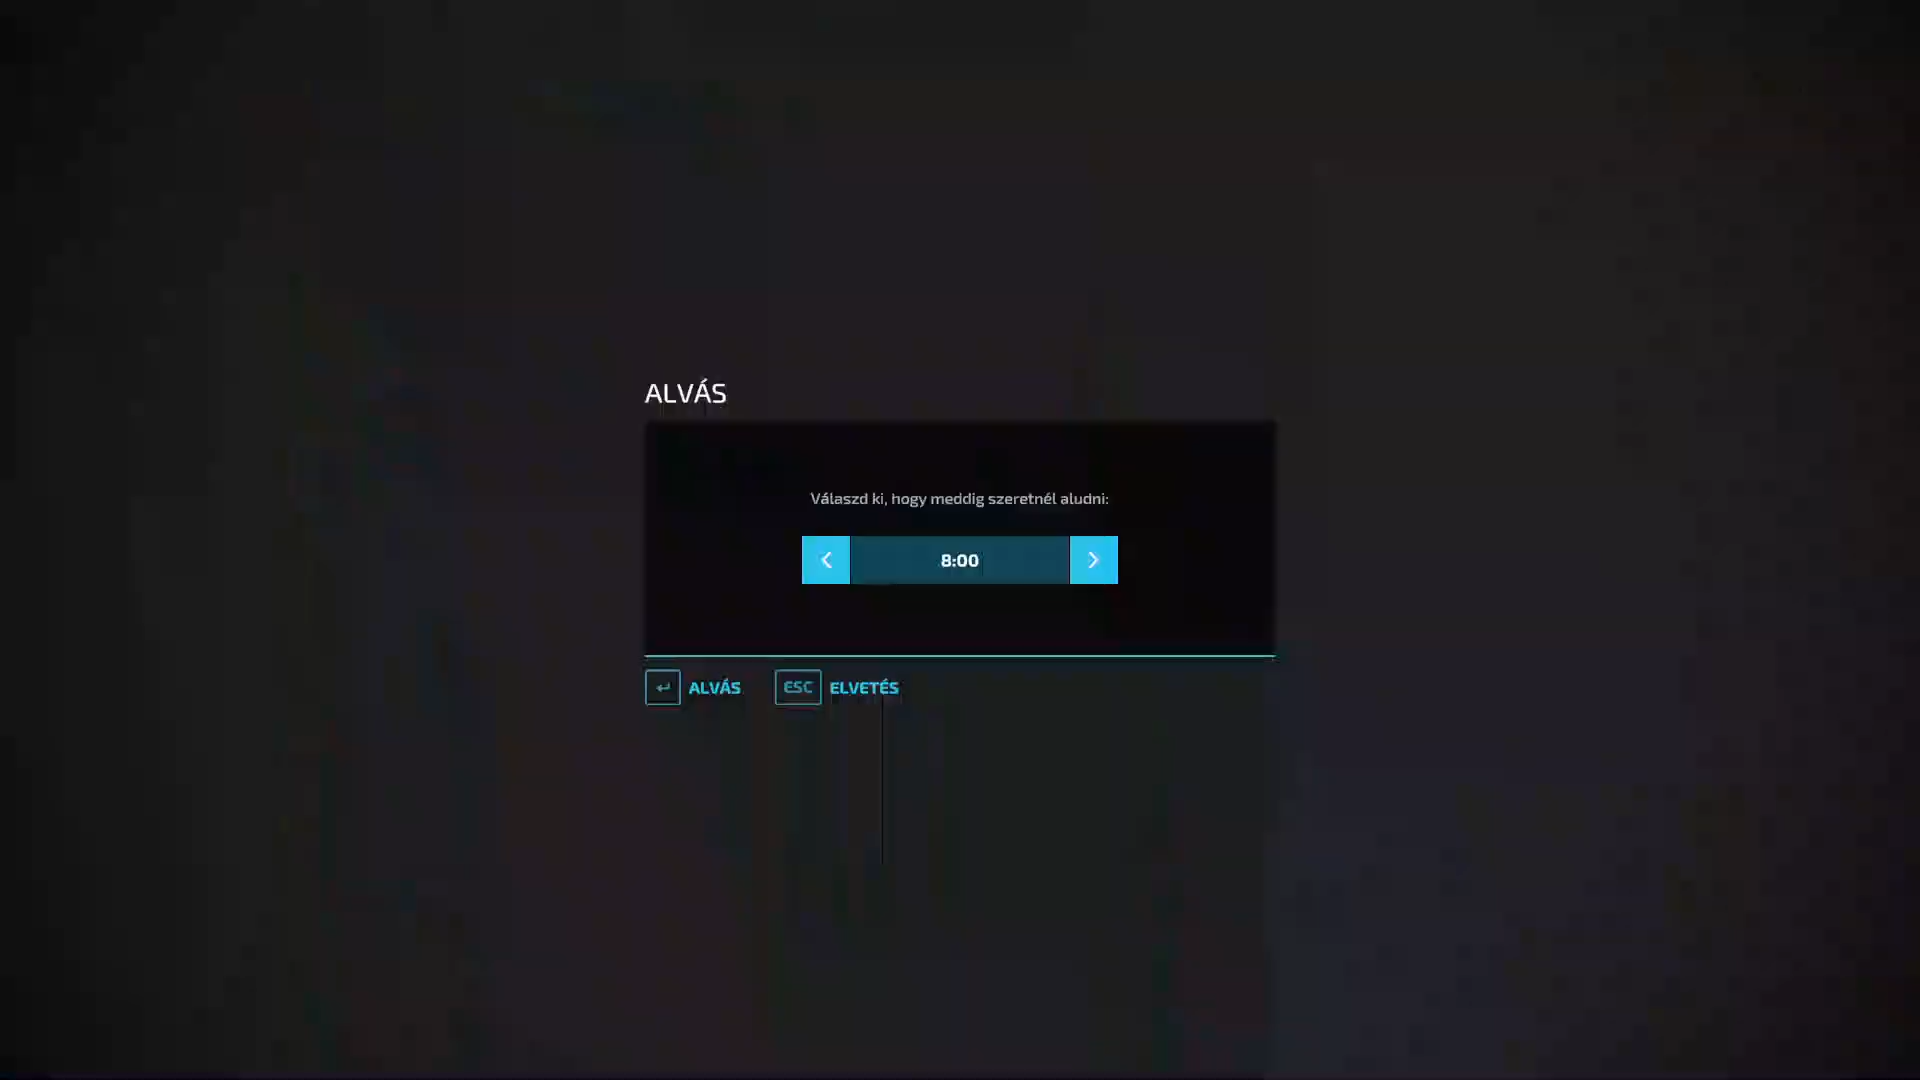 ALVÁS
Válaszd ki, hogy meddig szeretnél aludni:
8:00
ALVÁS ESC ELVETÉS